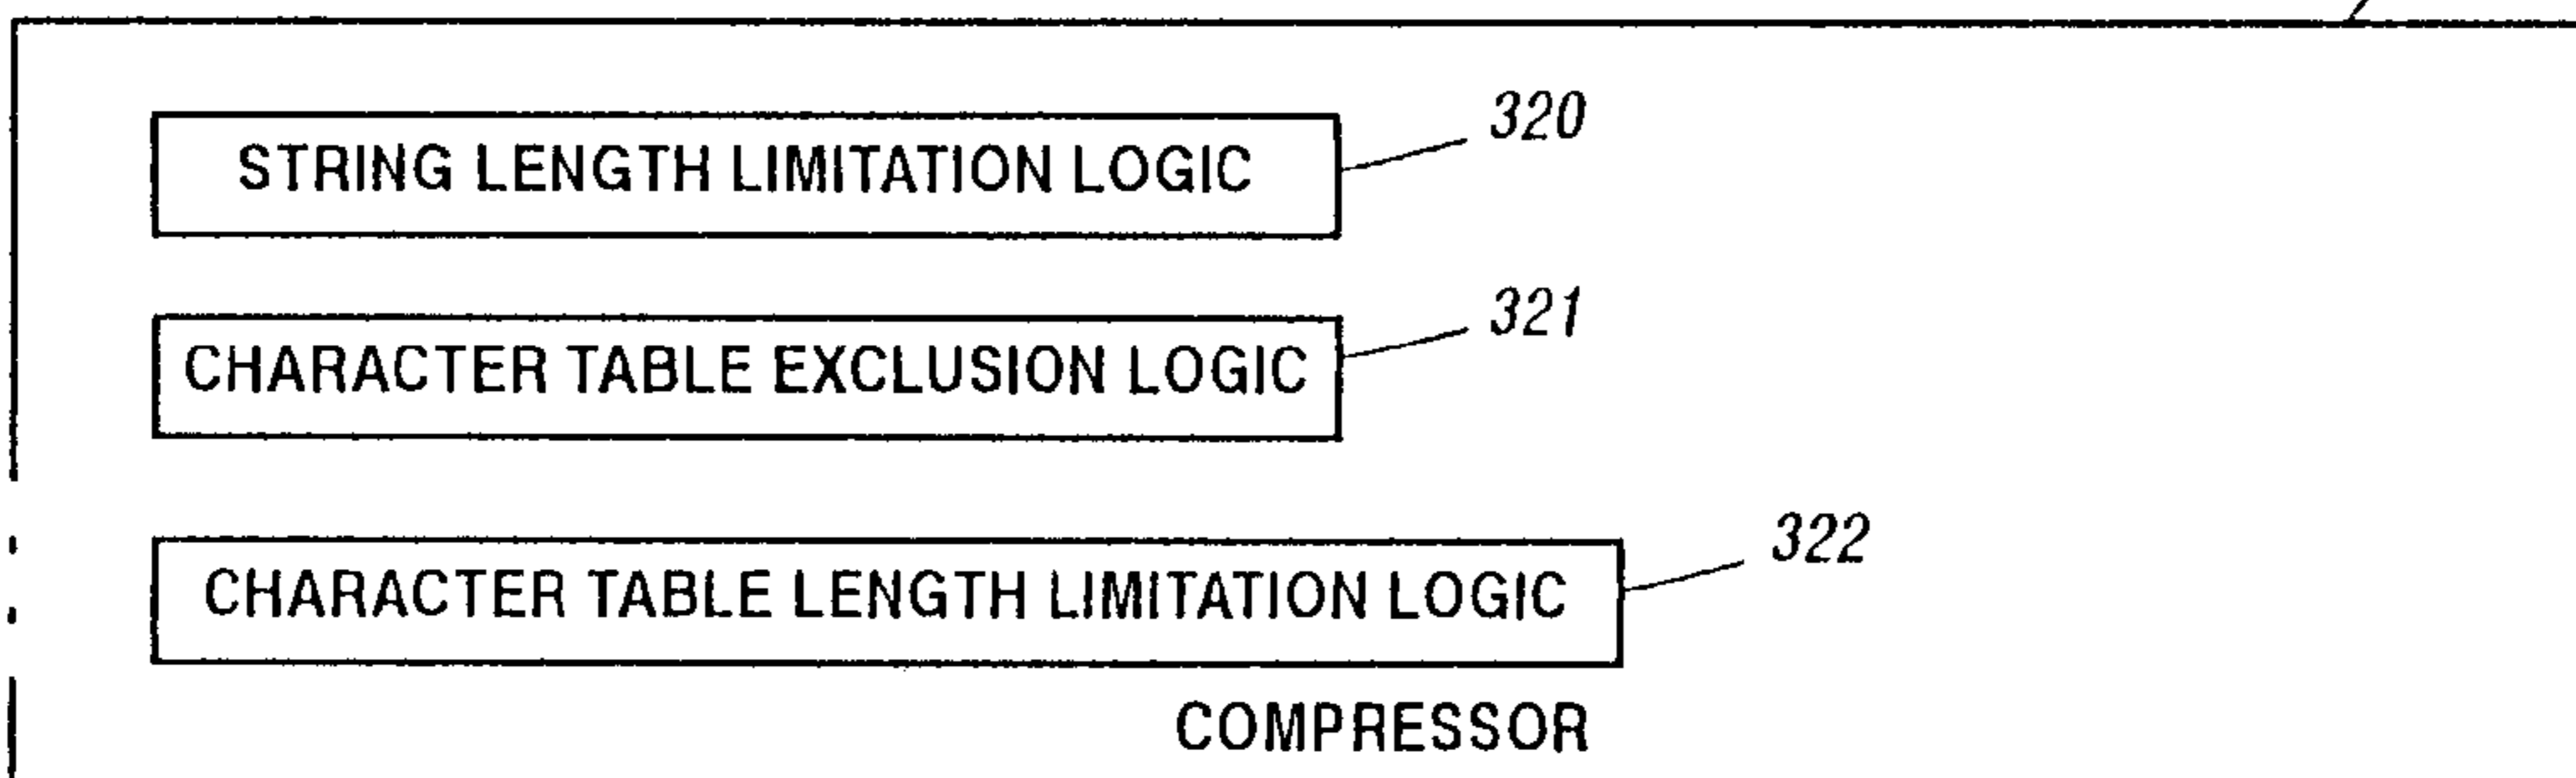 320
STRING LENGTH LIMITATION LOGIC
321
CHARACTER TABLE EXCLUSION LOGIC
322
CHARACTER TABLE LENGTH LIMITATION LOGIC
COMPRESSOR